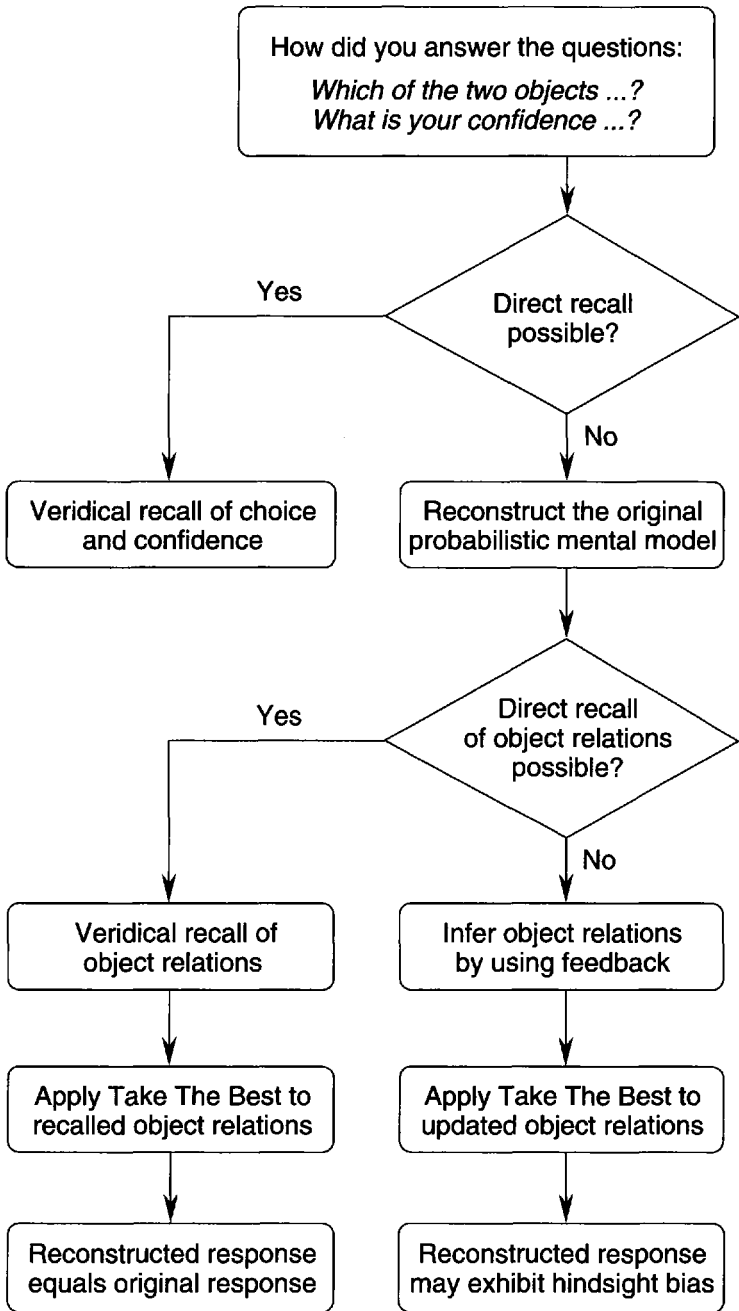 How did you answer the questions:
Which of the two objects ...?
What is your confidence ...?
Yes
Direct recall
possible?
No
Veridical recall of choice
and confidence
Reconstruct the original
probabilistic mental model
Yes
Direct recall
of object relations
possible?
No
Veridical recall of
object relations
Infer object relations
by using feedback
Apply Take The Best to
recalled object relations
Apply Take The Best to
updated object relations
Reconstructed response
equals original response
Reconstructed response
may exhibit hindsight bias